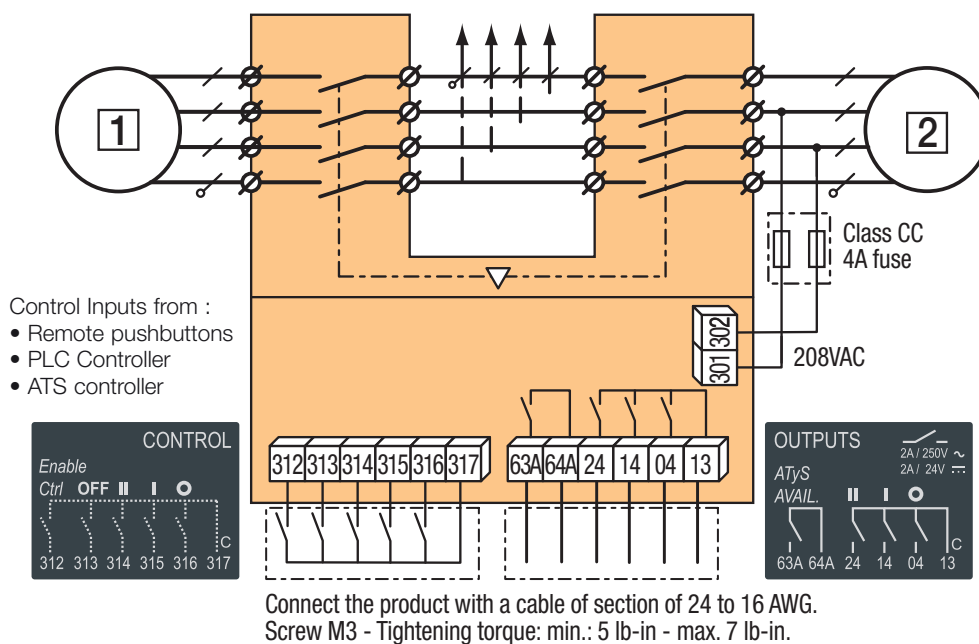 1
2
Class CC
4A fuse
Control Inputs from :
• Remote pushbuttons
• PLC Controller
• ATS controller
302
301
208VAC
CONTROL
Enable
Ctrl OFF II I O
C
312 313 314 315 316 317
312 313 314 315 316 317
63A 64A 24 14 04 13
OUTPUTS
2A / 250V ~
2A / 24V ⎓
ATyS
AVAIL. II I O
C
63A 64A 24 14 04 13
Connect the product with a cable of section of 24 to 16 AWG.
Screw M3 - Tightening torque: min.: 5 lb-in - max. 7 lb-in.